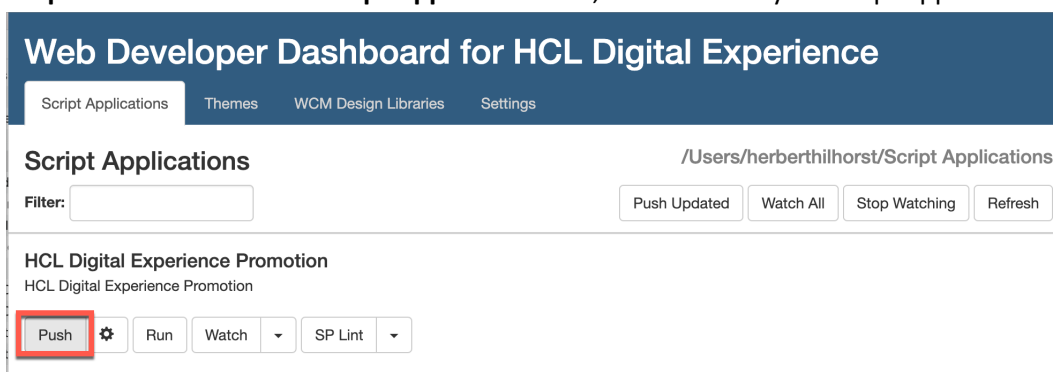 Web Developer Dashboard for HCL Digital Experience
Script Applications Themes WCM Design Libraries Settings
Script Applications /Users/herberthilhorst/Script Applications
Filter: Push Updated Watch All Stop Watching Refresh
HCL Digital Experience Promotion
HCL Digital Experience Promotion
Push Run Watch SP Lint